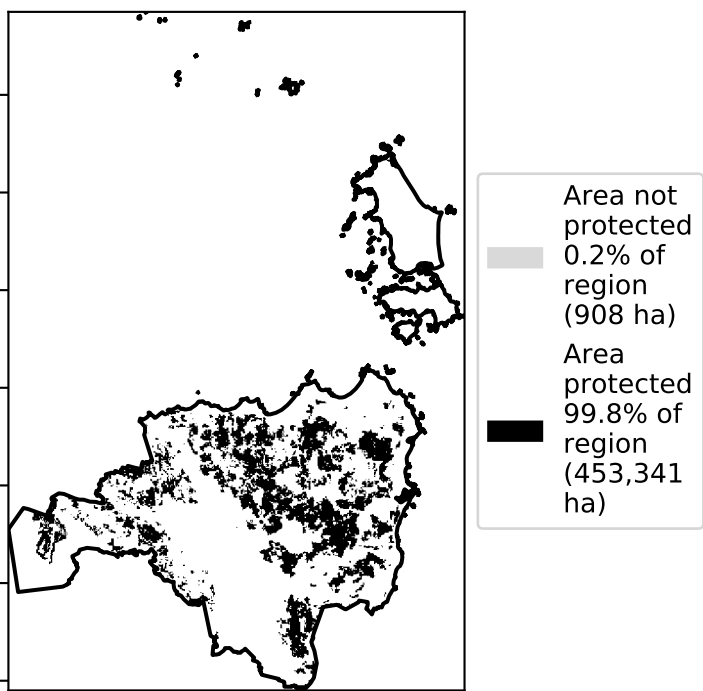 Area not
protected
0.2% of
region
(908 ha)
Area
protected
99.8% of
region
(453,341
ha)